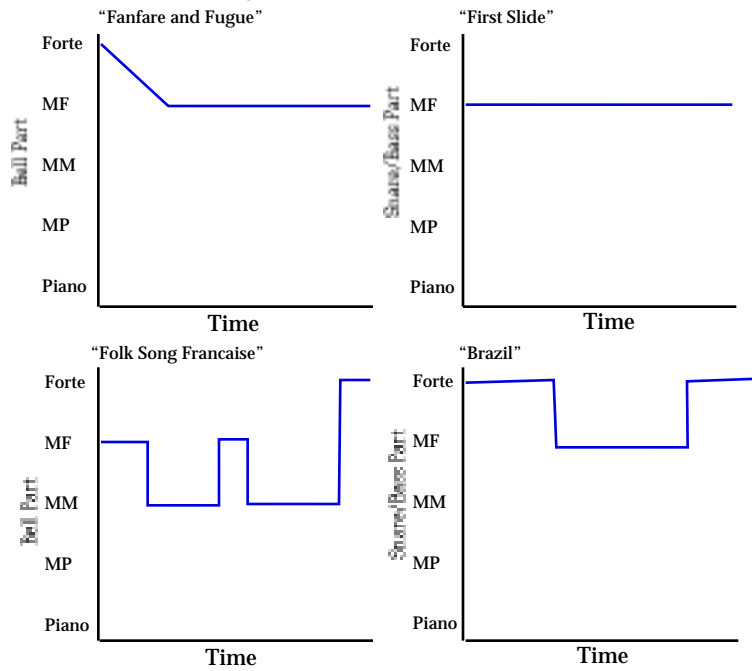 “Fanfare and Fugue”
Forte
MF
MM
MP
Piano
Bell Part
Time
“First Slide”
Forte
MF
MM
MP
Piano
Snare/Bass Part
Time
“Folk Song Francaise”
Forte
MF
MM
MP
Piano
Bell Part
Time
“Brazil”
Forte
MF
MM
MP
Piano
Snare/Bass Part
Time